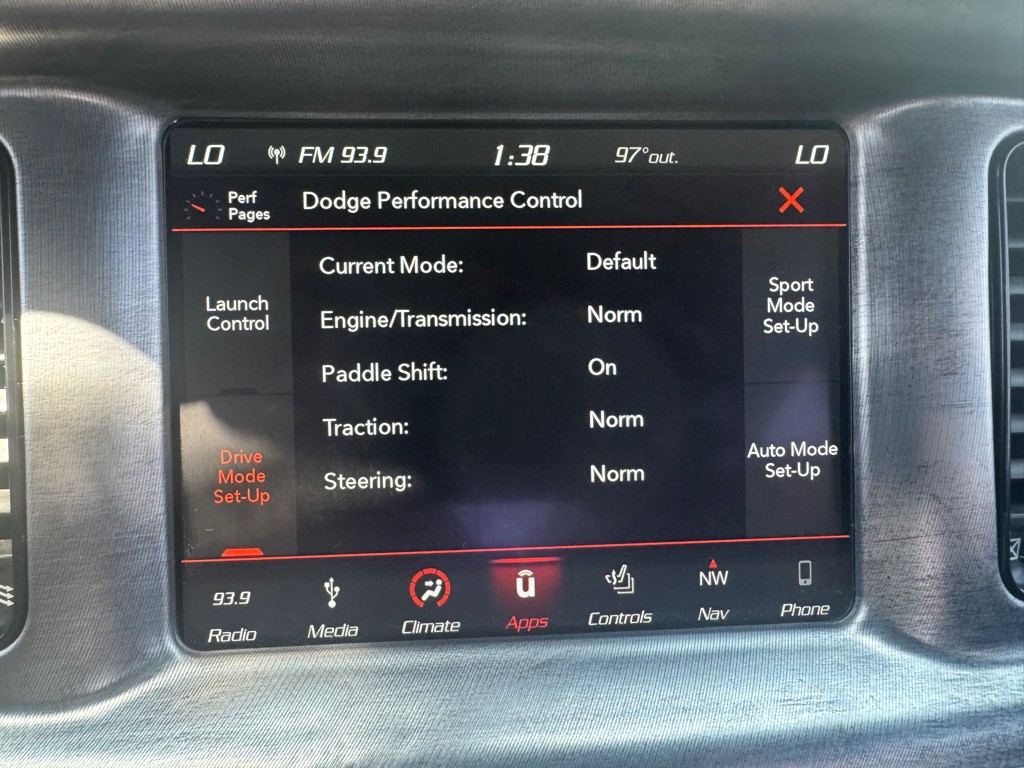 LO FM 93.9 1:38 97°out. LO
Perf
Pages
Dodge Performance Control
Launch
Control
Drive
Mode
Set-Up
Current Mode: Default
Engine/Transmission: Norm
Paddle Shift: On
Traction: Norm
Steering: Norm
Sport
Mode
Set-Up
Auto Mode
Set-Up
93.9
Radio
Media
Climate
u
Apps
Controls
NW
Nav
Phone